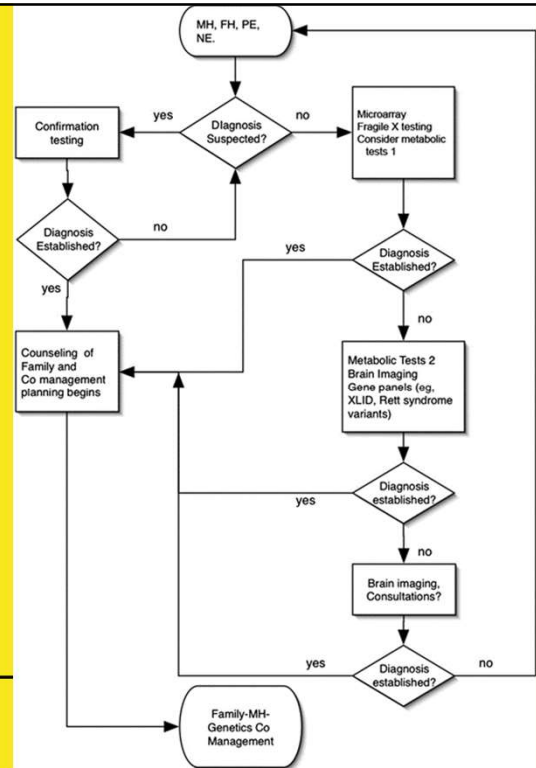 MH, FH, PE,
NE.
DIagnosis
Suspected?
yes
no
Confirmation
testing
Microarray
Fragile X testing
Consider metabolic
tests 1
Diagnosis
Established?
no
yes
Diagnosis
Established?
yes
no
Counseling of
Family and
Co management
planning begins
Metabolic Tests 2
Brain Imaging
Gene panels (eg,
XLID, Rett syndrome
variants)
Diagnosis
established?
yes
no
Brain imaging,
Consultations?
Diagnosis
established?
yes
no
Family-MH-
Genetics Co
Management